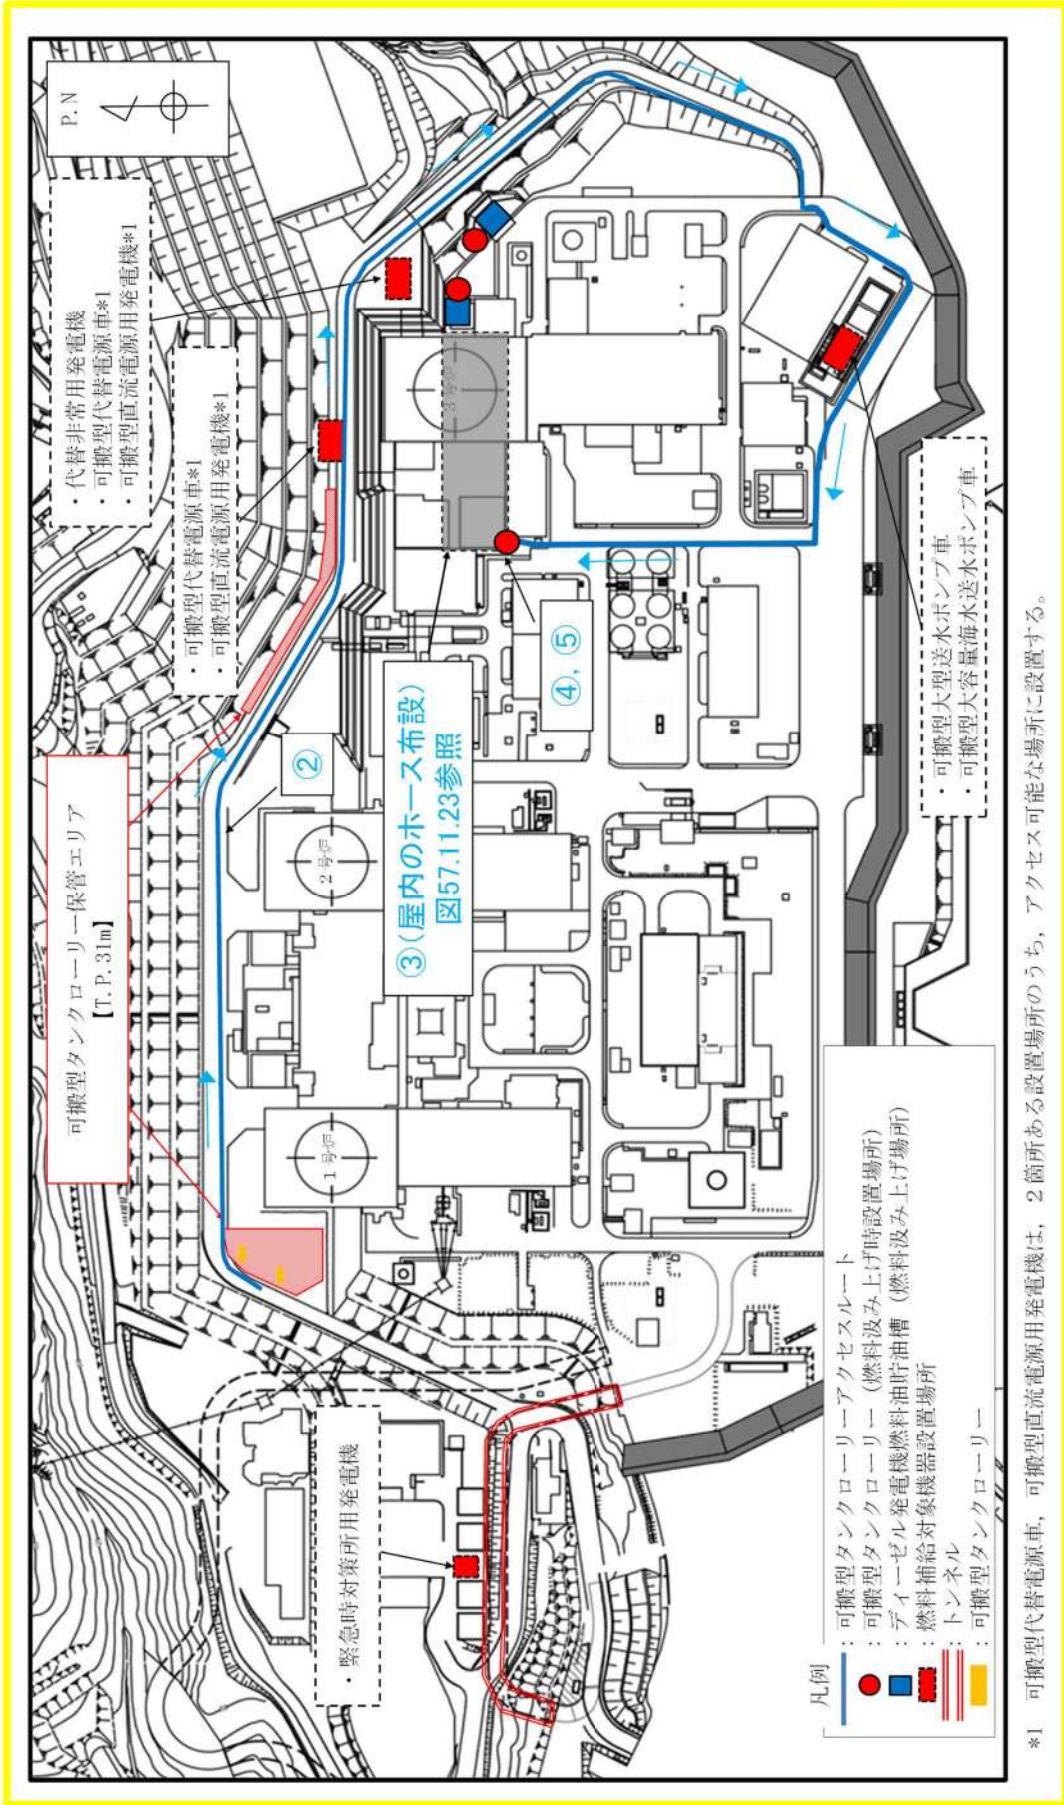 P.N
・代替非常用発電機
・可搬型代替電源車*1
・可搬型直流電源用発電機*1
・可搬型代替電源車*1
・可搬型直流電源用発電機*1
可搬型タンクローリー保管エリア
【T.P.31m】
・緊急時対策所用発電機
②
③(屋内のホース布設)
図57.11.23参照
④, ⑤
1号炉
2号炉
3号炉
・可搬型大型送水ポンプ車
・可搬型大容量海水送水ポンプ車
凡例
：可搬型タンクローリーアクセスルート
：可搬型タンクローリー（燃料汲み上げ時設置場所）
：ディーゼル発電機燃料油貯油槽（燃料汲み上げ場所）
：燃料補給対象機器設置場所
：トンネル
：可搬型タンクローリー
*1　可搬型代替電源車，可搬型直流電源用発電機は，2箇所ある設置場所のうち，アクセス可能な場所に設置する。